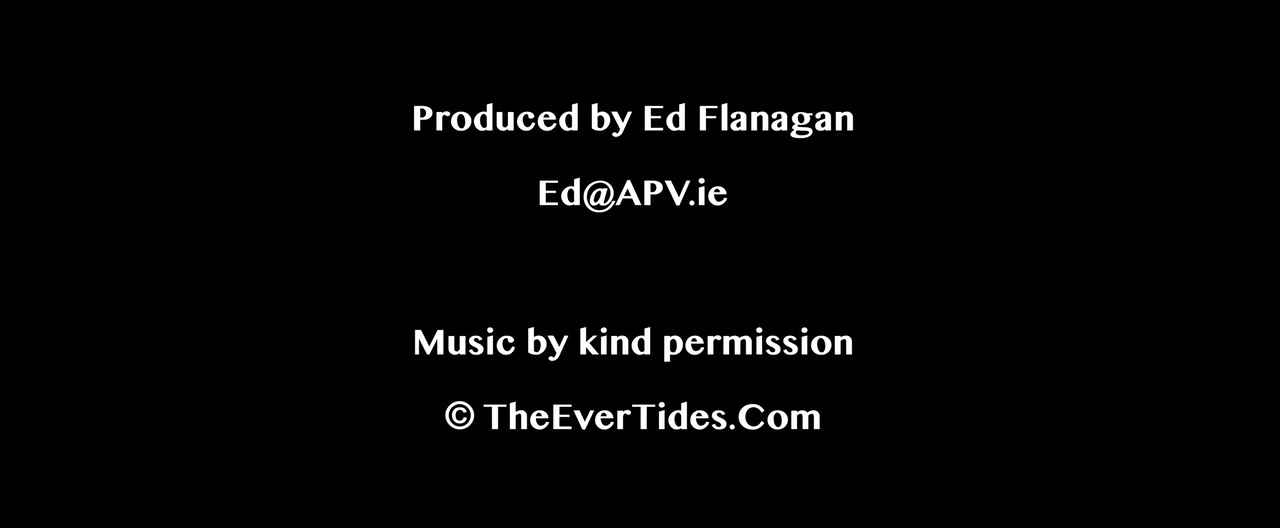 Produced by Ed Flanagan
Ed@APV.ie
Music by kind permission
© TheEverTides.Com